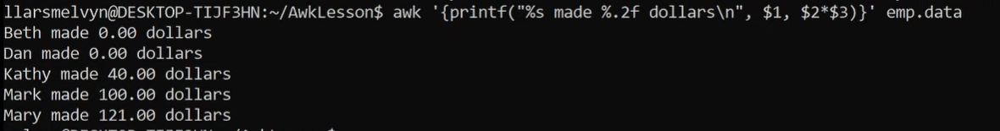 llarsmelvyn@DESKTOP-TIJF3HN:~/AwkLesson$ awk '{printf("%s made %.2f dollars\n", $1, $2*$3)}' emp.data
Beth made 0.00 dollars
Dan made 0.00 dollars
Kathy made 40.00 dollars
Mark made 100.00 dollars
Mary made 121.00 dollars